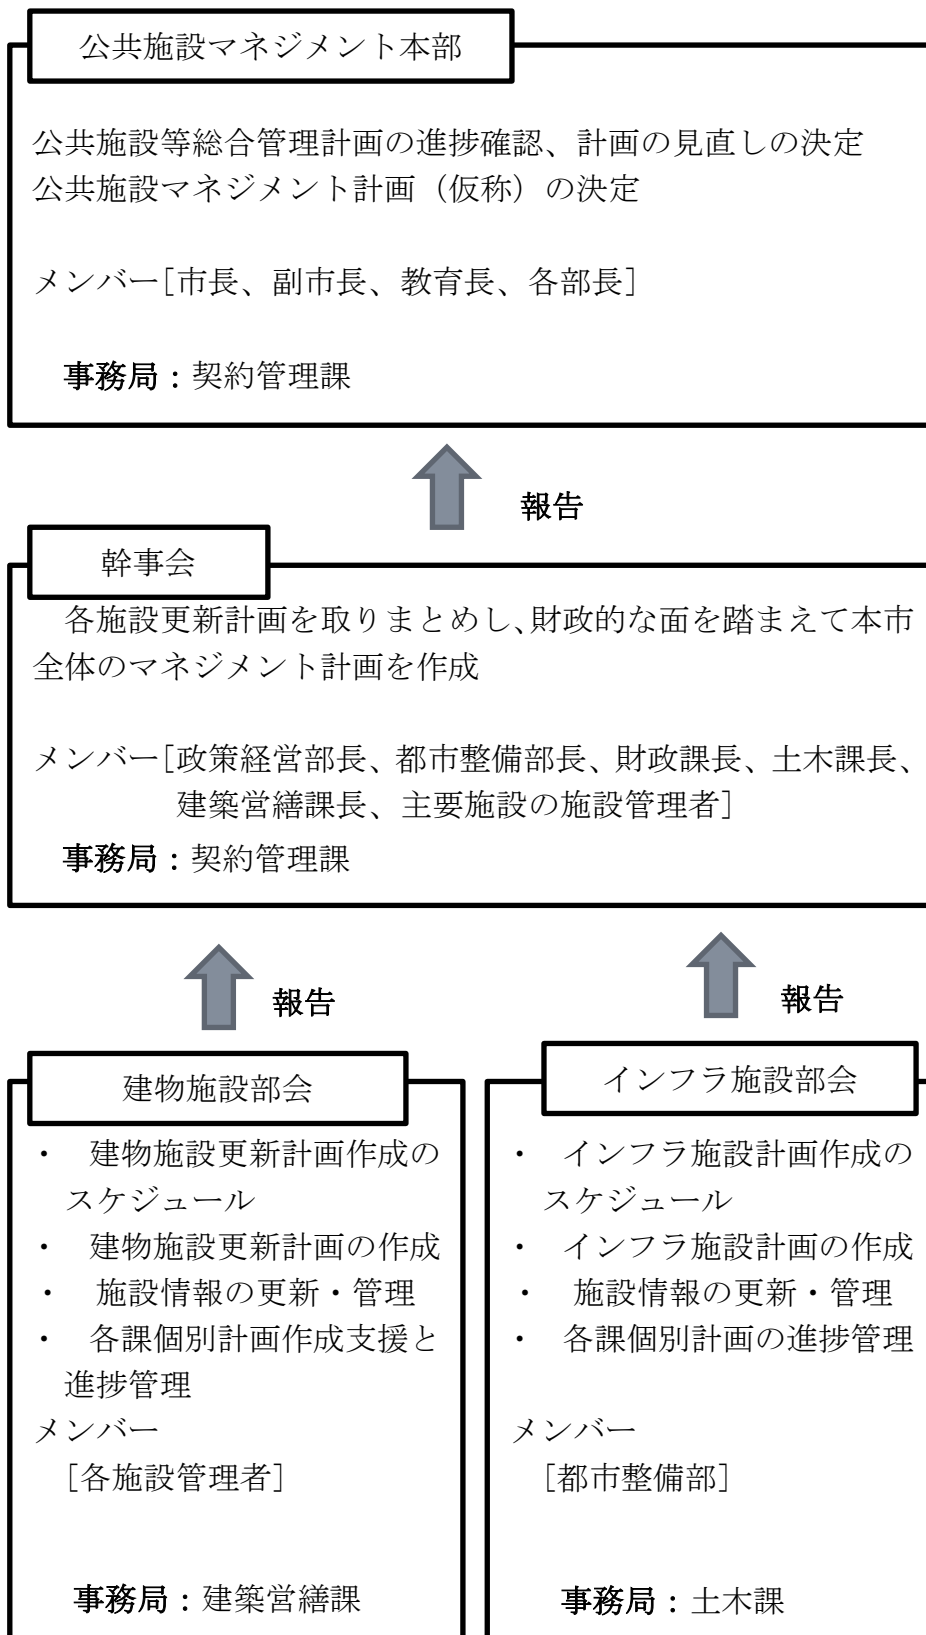 公共施設マネジメント本部
公共施設等総合管理計画の進捗確認、計画の見直しの決定
公共施設マネジメント計画（仮称）の決定
メンバー[市長、副市長、教育長、各部長]
事務局：契約管理課
報告
幹事会
各施設更新計画を取りまとめし、財政的な面を踏まえて本市
全体のマネジメント計画を作成
メンバー[政策経営部長、都市整備部長、財政課長、土木課長、
建築営繕課長、主要施設の施設管理者]
事務局：契約管理課
報告
報告
建物施設部会
・　建物施設更新計画作成の
スケジュール
・　建物施設更新計画の作成
・　施設情報の更新・管理
・　各課個別計画作成支援と
進捗管理
メンバー
[各施設管理者]
事務局：建築営繕課
インフラ施設部会
・　インフラ施設計画作成の
スケジュール
・　インフラ施設計画の作成
・　施設情報の更新・管理
・　各課個別計画の進捗管理
メンバー
[都市整備部]
事務局：土木課